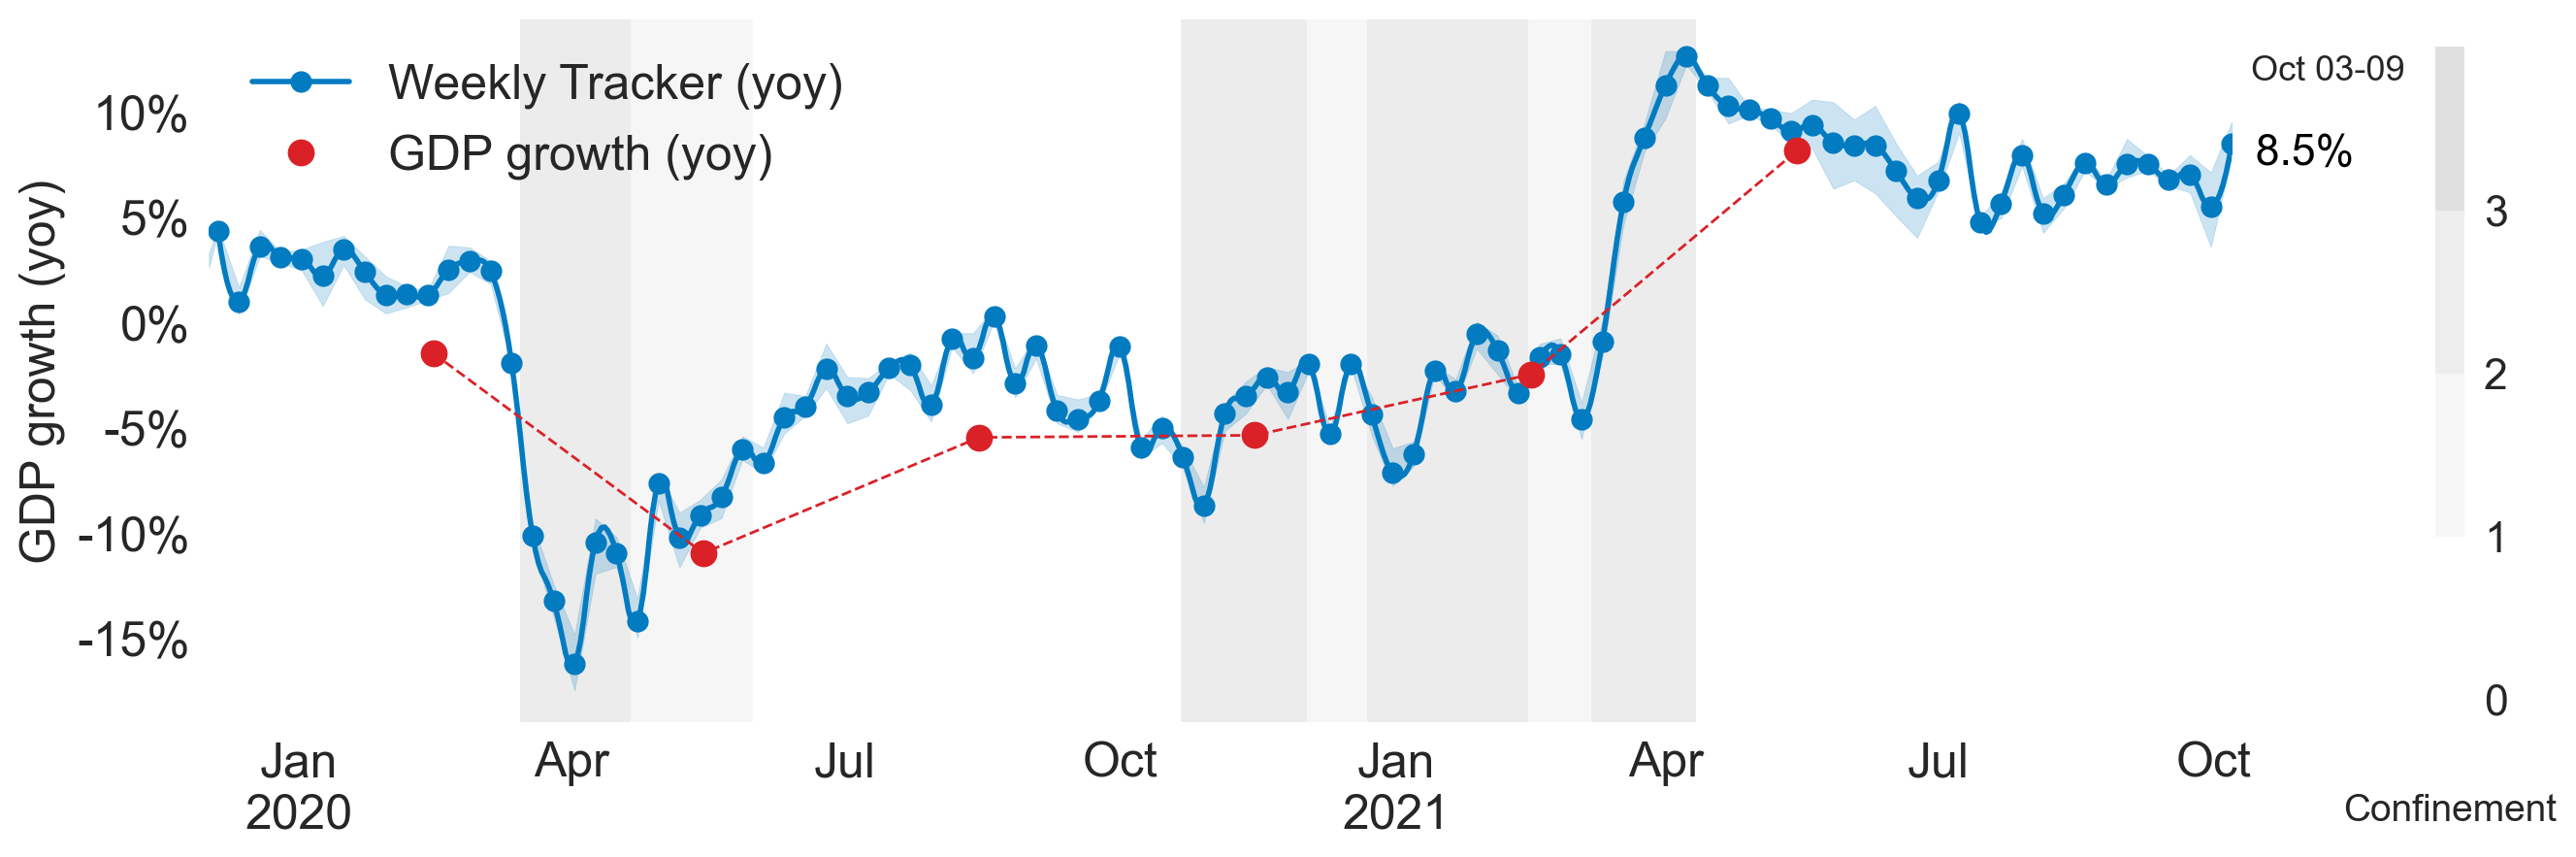 Weekly Tracker (yoy)
GDP growth (yoy)
Oct 03-09
8.5%
GDP growth (yoy)
10%
5%
0%
-5%
-10%
-15%
3
2
1
0
Jan Apr Jul Oct Jan Apr Jul Oct
2020 2021
Confinement